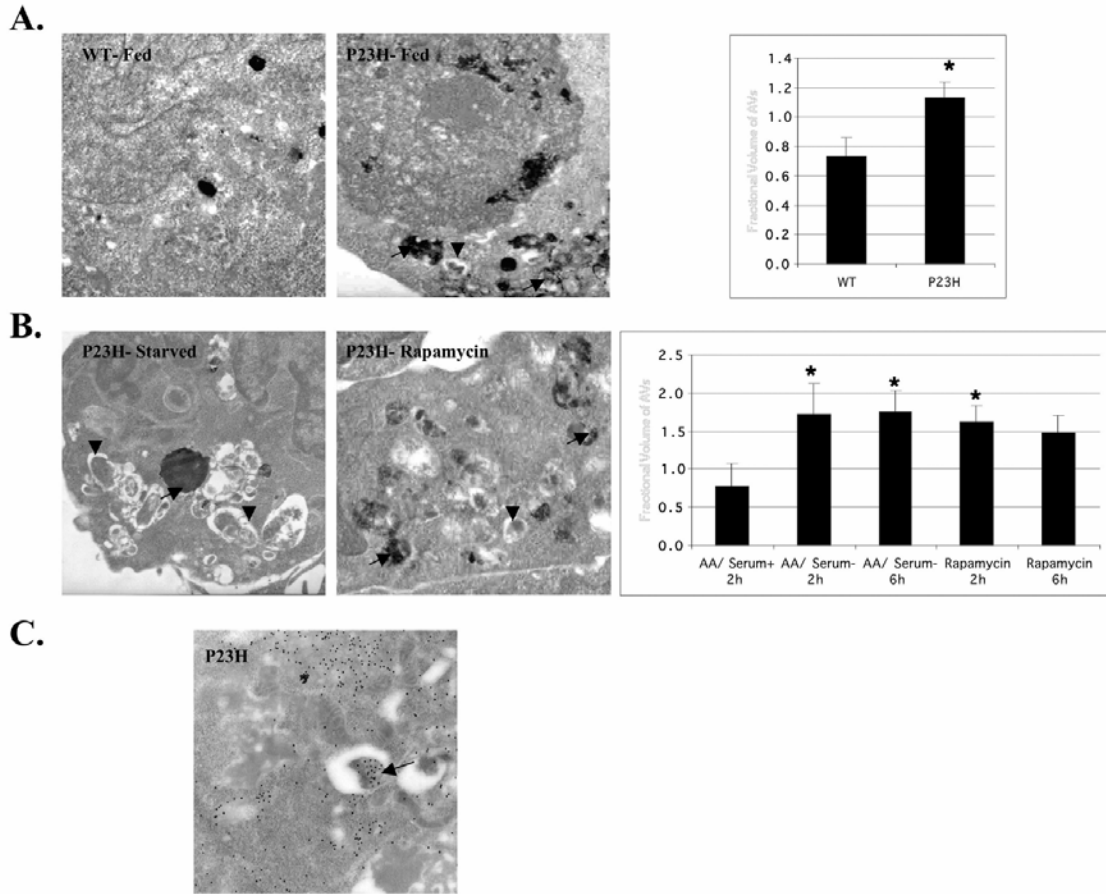 A.
WT- Fed
P23H- Fed
Fractional Volume of AVs
1.4
1.2
1.0
0.8
0.6
0.4
0.2
0.0
*
WT
P23H
B.
P23H- Starved
P23H- Rapamycin
Fractional Volume of AVs
2.5
2.0
1.5
1.0
0.5
0.0
*
*
*
AA/ Serum+ 2h
AA/ Serum- 2h
AA/ Serum- 6h
Rapamycin 2h
Rapamycin 6h
C.
P23H